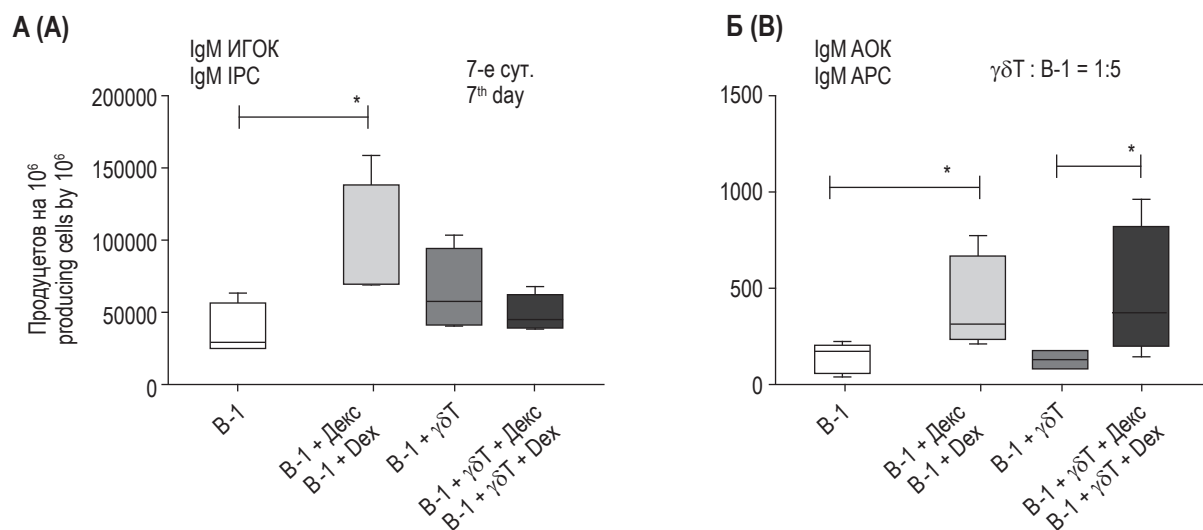 А (A)
IgM ИГОК
IgM IPC
7-е сут.
7th day
Продуцетов на 10⁶
producing cells by 10⁶
200000
150000
100000
50000
0
*
B-1
B-1 + Декс
B-1 + Dex
B-1 + γδT
B-1 + γδT + Декс
B-1 + γδT + Dex
Б (B)
IgM АОК
IgM APC
γδT : B-1 = 1:5
1500
1000
500
0
*
*
B-1
B-1 + Декс
B-1 + Dex
B-1 + γδT
B-1 + γδT + Декс
B-1 + γδT + Dex